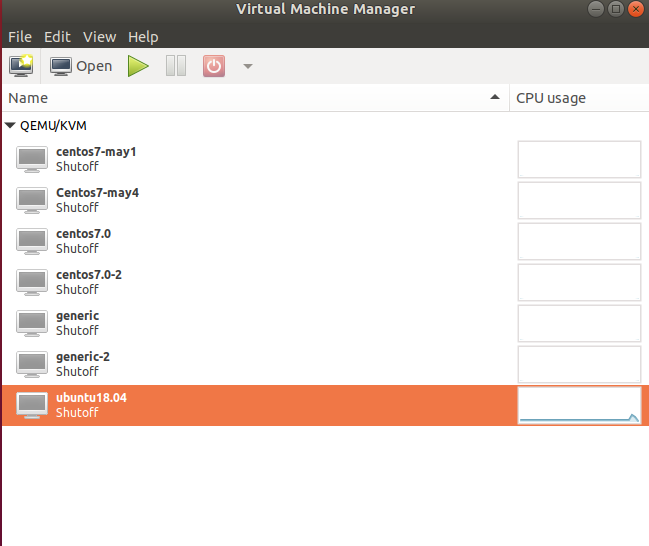 Virtual Machine Manager
File Edit View Help
Open
Name CPU usage
QEMU/KVM
centos7-may1
Shutoff
Centos7-may4
Shutoff
centos7.0
Shutoff
centos7.0-2
Shutoff
generic
Shutoff
generic-2
Shutoff
ubuntu18.04
Shutoff